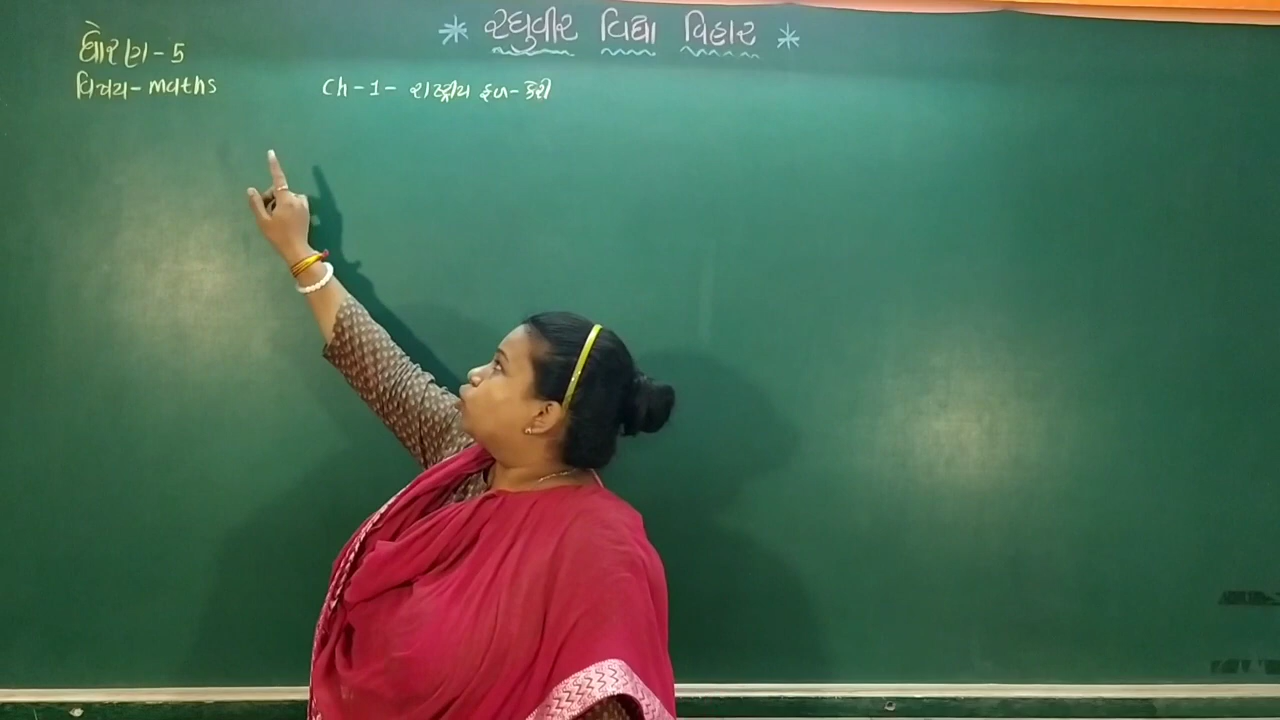 * રઘુવીર વિદ્યા વિહાર *
ધોરણ - 5
વિષય - maths
Ch - 1 - રાષ્ટ્રીય ફળ - કેરી